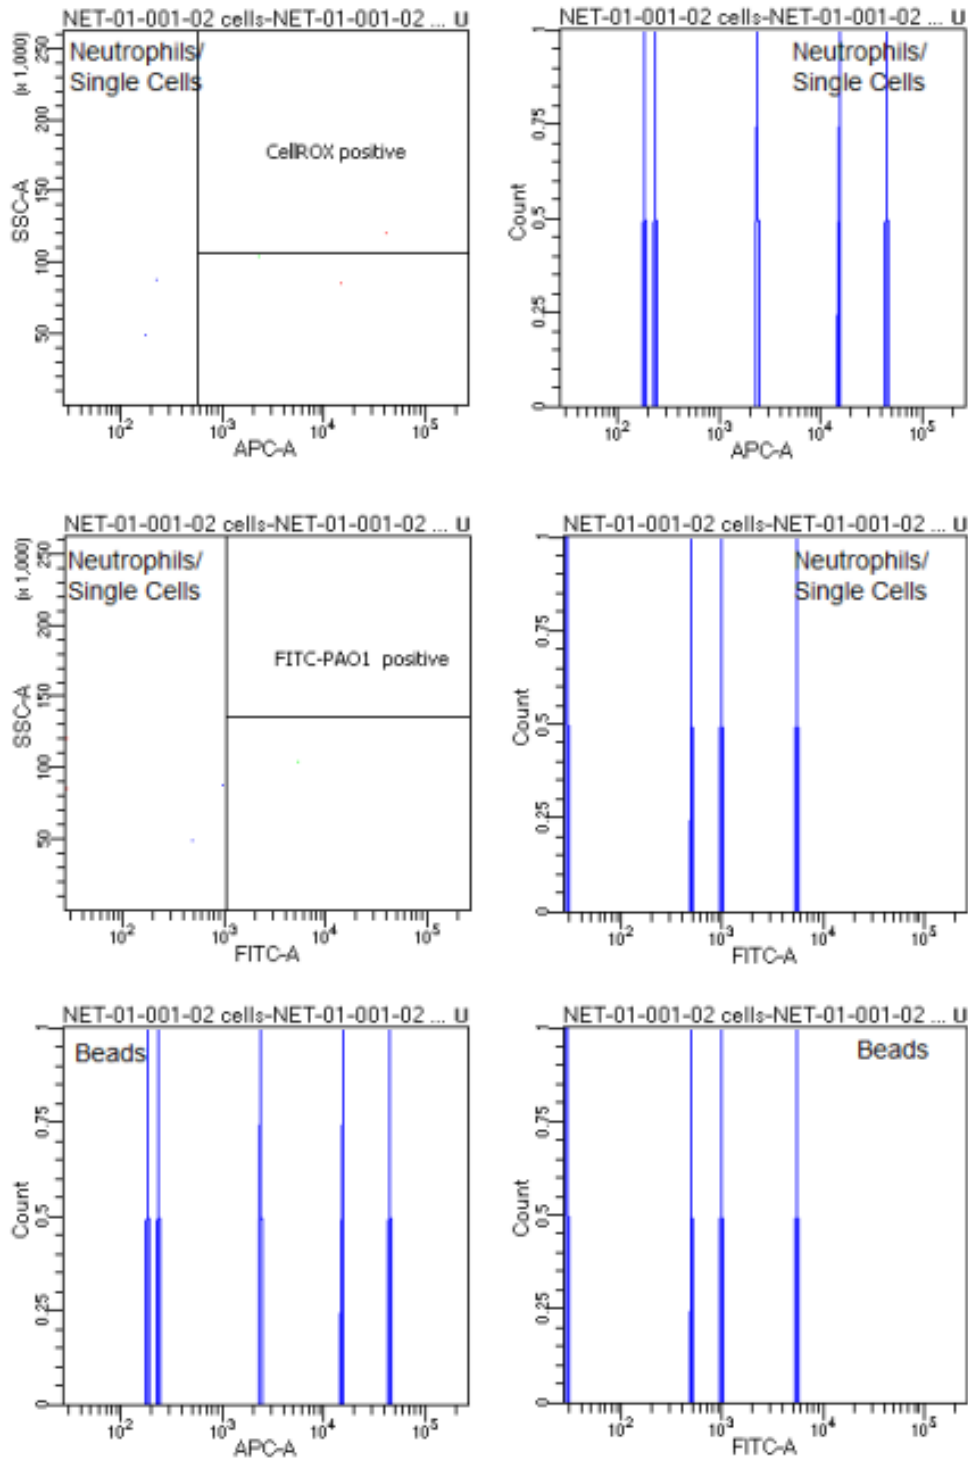 NET-01-001-02 cells-NET-01-001-02 ... U
Neutrophils/
Single Cells
CellROX positive
(x 1,000)
SSC-A
250
200
150
100
50
10²
10³
10⁴
10⁵
APC-A
NET-01-001-02 cells-NET-01-001-02 ... U
Neutrophils/
Single Cells
Count
1
0.75
0.5
0.25
0
10²
10³
10⁴
10⁵
APC-A
NET-01-001-02 cells-NET-01-001-02 ... U
Neutrophils/
Single Cells
FITC-PAO1 positive
(x 1,000)
SSC-A
250
200
150
100
50
10²
10³
10⁴
10⁵
FITC-A
NET-01-001-02 cells-NET-01-001-02 ... U
Neutrophils/
Single Cells
Count
1
0.75
0.5
0.25
0
10²
10³
10⁴
10⁵
FITC-A
NET-01-001-02 cells-NET-01-001-02 ... U
Beads
Count
1
0.75
0.5
0.25
0
10²
10³
10⁴
10⁵
APC-A
NET-01-001-02 cells-NET-01-001-02 ... U
Beads
Count
1
0.75
0.5
0.25
0
10²
10³
10⁴
10⁵
FITC-A